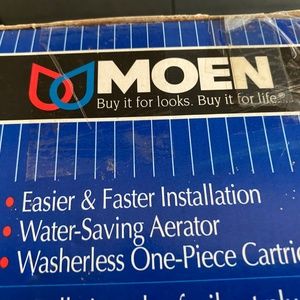 MOEN
Buy it for looks. Buy it for life.®
• Easier & Faster Installation
• Water-Saving Aerator
• Washerless One-Piece